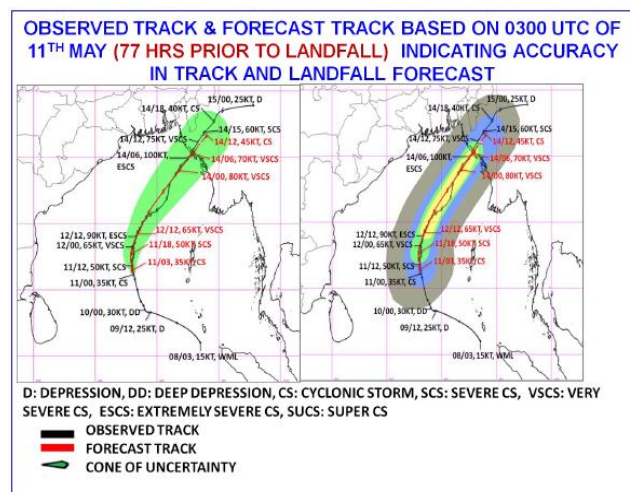 OBSERVED TRACK & FORECAST TRACK BASED ON 0300 UTC OF
11TH MAY (77 HRS PRIOR TO LANDFALL) INDICATING ACCURACY
IN TRACK AND LANDFALL FORECAST
15/00, 25KT, D
14/18, 40KT, CS
14/15, 60KT, SCS
14/12, 75KT, VSCS
14/12, 45KT, CS
14/06, 100KT,
ESCS
14/06, 70KT, VSCS
14/00, 80KT, VSCS
12/12, 65KT, VSCS
12/12, 90KT, ESCS
12/00, 65KT, VSCS
11/18, 50KT SCS
11/12, 50KT, SCS
11/03, 35KT, CS
11/00, 35KT, CS
10/00, 30KT, DD
09/12, 25KT, D
08/03, 15KT, WML
15/00, 25KT, D
14/18, 40KT, CS
14/15, 60KT, SCS
14/12, 75KT, VSCS
14/12, 45KT, CS
14/06, 100KT,
ESCS
14/06, 70KT, VSCS
14/00, 80KT, VSCS
12/12, 65KT, VSCS
12/12, 90KT, ESCS
12/00, 65KT, VSCS
11/18, 50KT SCS
11/12, 50KT, SCS
11/03, 35KT, CS
11/00, 35KT, CS
10/00, 30KT, DD
09/12, 25KT, D
08/03, 15KT, WML
D: DEPRESSION, DD: DEEP DEPRESSION, CS: CYCLONIC STORM, SCS: SEVERE CS, VSCS: VERY
SEVERE CS, ESCS: EXTREMELY SEVERE CS, SUCS: SUPER CS
OBSERVED TRACK
FORECAST TRACK
CONE OF UNCERTAINTY